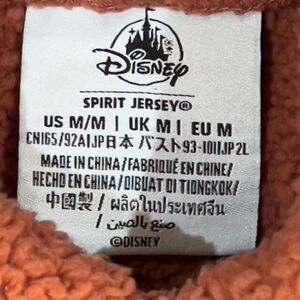 Disney
SPIRIT JERSEY®
US M/M | UK M | EU M
CN165/92A|JP日本 バスト93-101|JP2L
MADE IN CHINA/FABRIQUÉ EN CHINE/
HECHO EN CHINA/DIBUAT DI TIONGKOK/
中國製/ผลิตในประเทศจีน
صنع بالصين/
©DISNEY